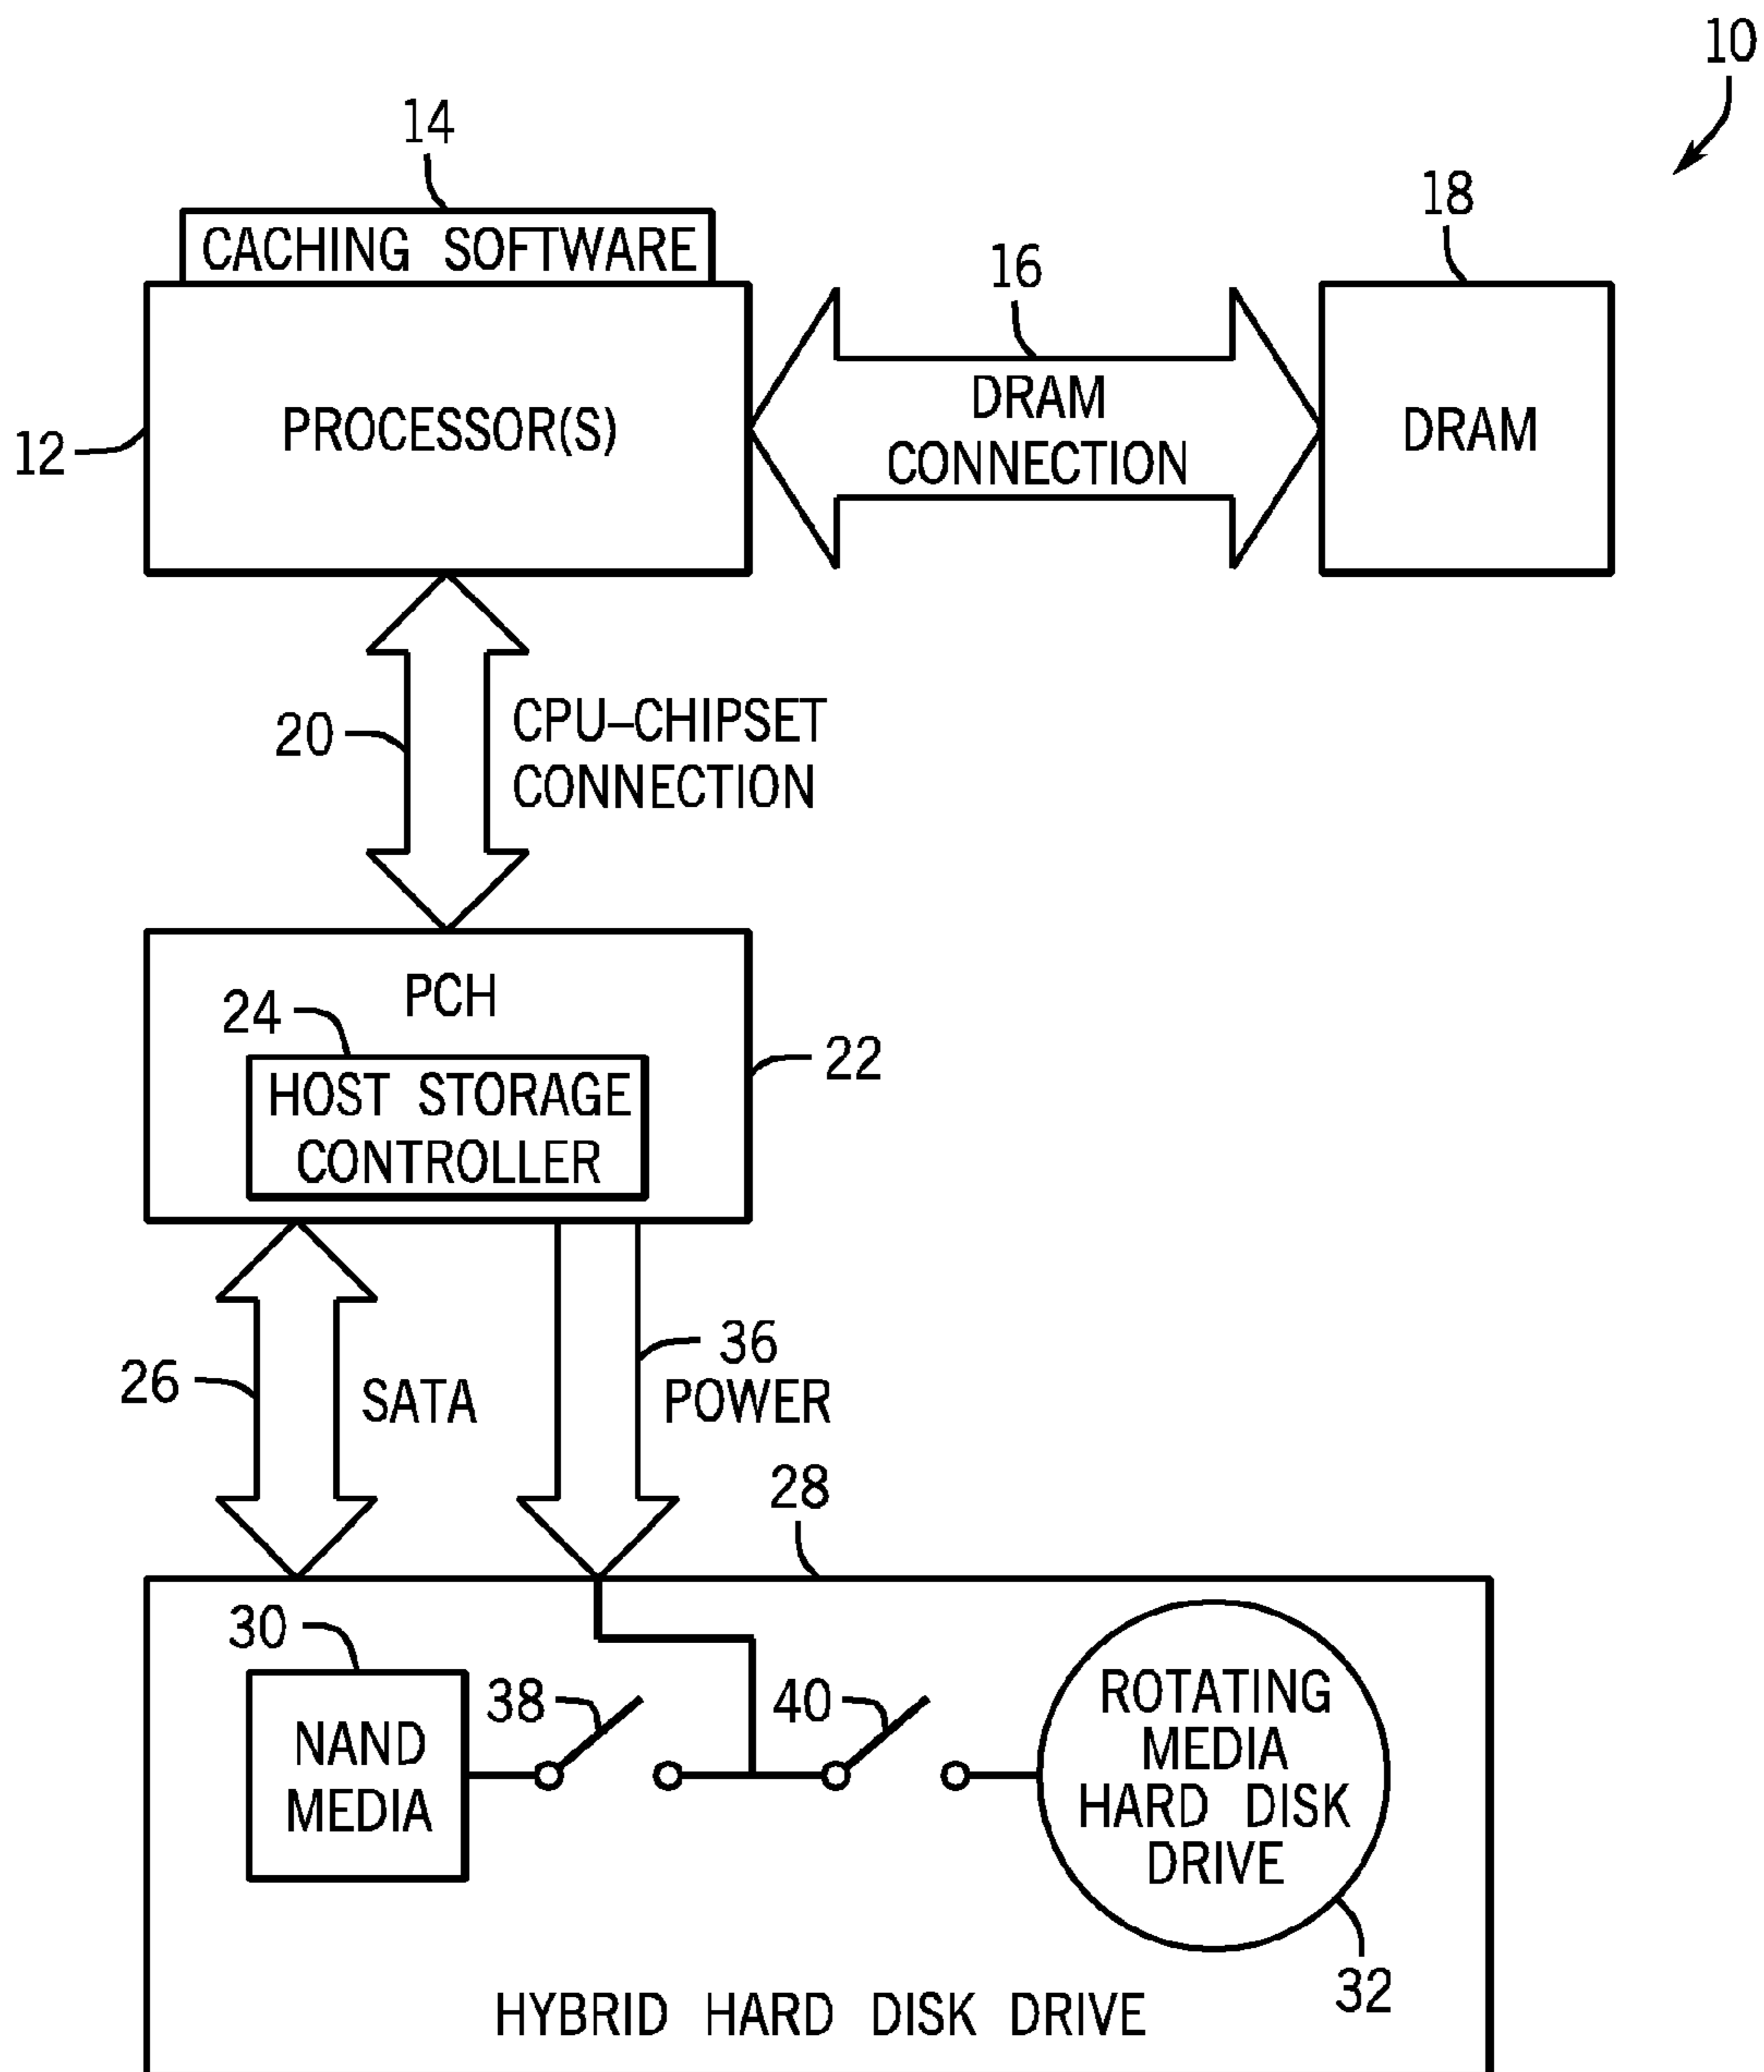 10
14
18
CACHING SOFTWARE
16
12
PROCESSOR(S)
DRAM
CONNECTION
DRAM
20
CPU–CHIPSET
CONNECTION
PCH
24
22
HOST STORAGE
CONTROLLER
36
26
SATA
POWER
28
30
38
40
NAND
MEDIA
ROTATING
MEDIA
HARD DISK
DRIVE
32
HYBRID HARD DISK DRIVE